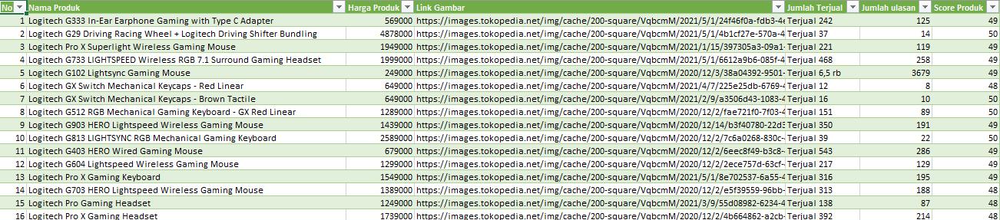 No Nama Produk Harga Produk Link Gambar Jumlah Terjual Jumlah ulasan Score Produk
1 Logitech G333 In-Ear Earphone Gaming with Type C Adapter 569000 https://images.tokopedia.net/img/cache/200-square/VqbcmM/2021/5/1/24f46f0a-fdb3-4e Terjual 242 125 49
2 Logitech G29 Driving Racing Wheel + Logitech Driving Shifter Bundling 4878000 https://images.tokopedia.net/img/cache/200-square/VqbcmM/2021/5/1/4b1cf27e-570a-4 Terjual 37 14 50
3 Logitech Pro X Superlight Wireless Gaming Mouse 1949000 https://images.tokopedia.net/img/cache/200-square/VqbcmM/2021/1/15/397305a3-09a1- Terjual 221 119 49
4 Logitech G733 LIGHTSPEED Wireless RGB 7.1 Surround Gaming Headset 1999000 https://images.tokopedia.net/img/cache/200-square/VqbcmM/2021/5/1/6612a9b6-085f-4 Terjual 468 258 49
5 Logitech G102 Lightsync Gaming Mouse 249000 https://images.tokopedia.net/img/cache/200-square/VqbcmM/2020/12/3/38a04392-9501- Terjual 6,5 rb 3679 49
6 Logitech GX Switch Mechanical Keycaps - Red Linear 649000 https://images.tokopedia.net/img/cache/200-square/VqbcmM/2021/4/7/225e25db-6769-4 Terjual 12 8 48
7 Logitech GX Switch Mechanical Keycaps - Brown Tactile 649000 https://images.tokopedia.net/img/cache/200-square/VqbcmM/2021/2/9/a3506d43-1083-4 Terjual 16 10 50
8 Logitech G512 RGB Mechanical Gaming Keyboard - GX Red Linear 1289000 https://images.tokopedia.net/img/cache/200-square/VqbcmM/2020/12/2/fae721f0-7f03-4 Terjual 151 89 50
9 Logitech G903 HERO Lightspeed Wireless Gaming Mouse 1439000 https://images.tokopedia.net/img/cache/200-square/VqbcmM/2020/12/14/b3f40780-22d3 Terjual 350 191 49
10 Logitech G813 LIGHTSYNC RGB Mechanical Gaming Keyboard 2589000 https://images.tokopedia.net/img/cache/200-square/VqbcmM/2020/12/2/7c6a0268-830c- Terjual 39 22 50
11 Logitech G403 HERO Wired Gaming Mouse 679000 https://images.tokopedia.net/img/cache/200-square/VqbcmM/2020/12/2/6eec8f49-b3c8- Terjual 543 286 49
12 Logitech G604 Lightspeed Wireless Gaming Mouse 1299000 https://images.tokopedia.net/img/cache/200-square/VqbcmM/2020/12/2/2ece757d-63cf- Terjual 217 129 49
13 Logitech Pro X Gaming Keyboard 1549000 https://images.tokopedia.net/img/cache/200-square/VqbcmM/2021/5/1/8e702537-6a55-4 Terjual 316 195 49
14 Logitech G703 HERO Lightspeed Wireless Gaming Mouse 1389000 https://images.tokopedia.net/img/cache/200-square/VqbcmM/2020/12/2/e5f39559-96bb- Terjual 313 188 48
15 Logitech Pro Gaming Headset 1249000 https://images.tokopedia.net/img/cache/200-square/VqbcmM/2021/3/9/55d08982-6234-4 Terjual 138 87 48
16 Logitech Pro X Gaming Headset 1739000 https://images.tokopedia.net/img/cache/200-square/VqbcmM/2020/12/2/4b664862-a2cb- Terjual 392 214 48